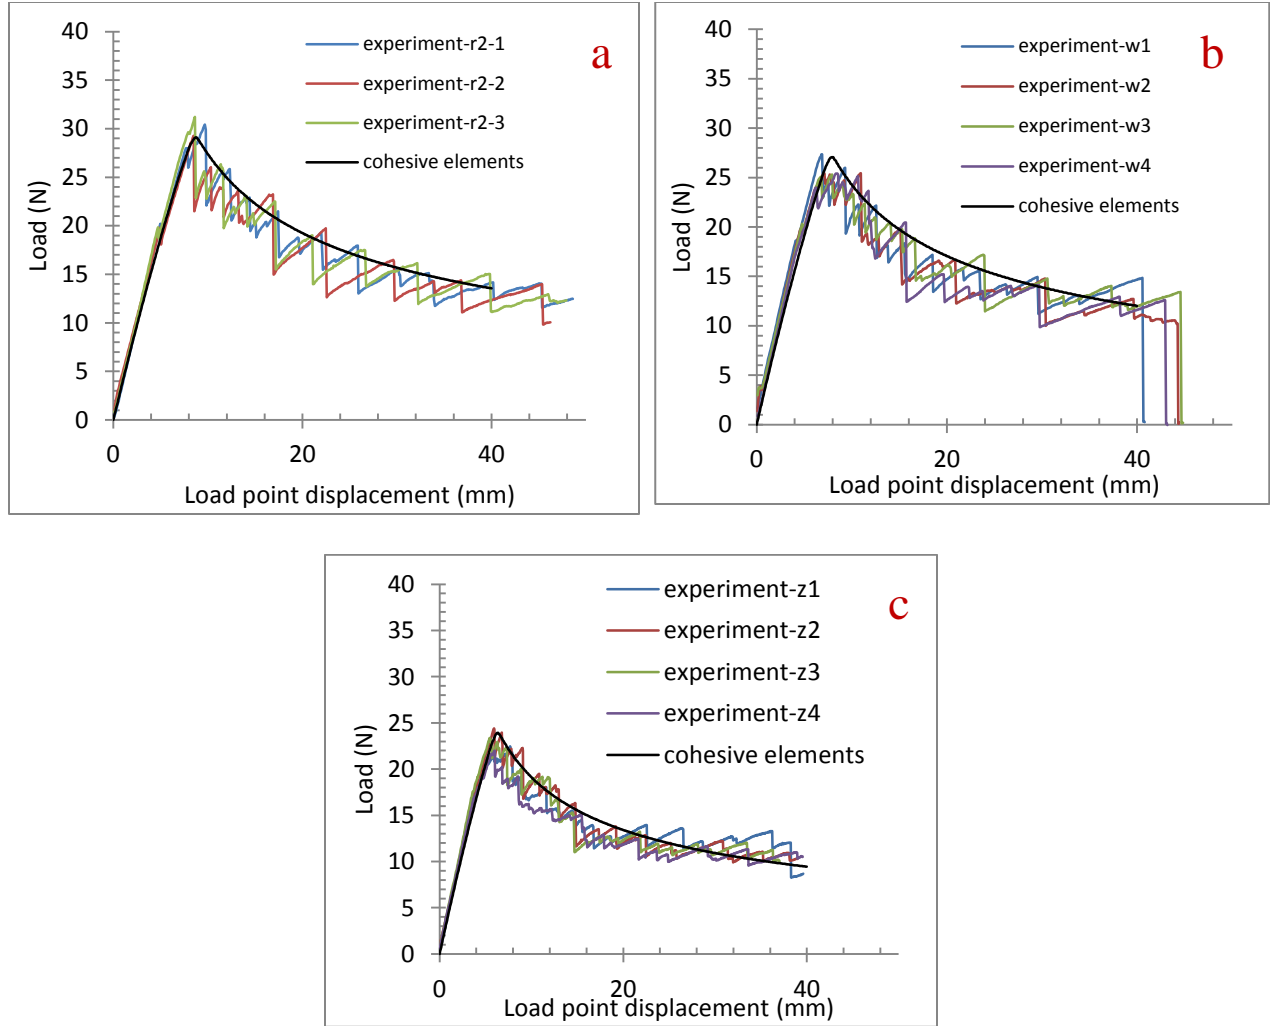 a
40
35
30
25
20
15
10
5
0
Load (N)
experiment-r2-1
experiment-r2-2
experiment-r2-3
cohesive elements
0 20 40
Load point displacement (mm)
b
40
35
30
25
20
15
10
5
0
Load (N)
experiment-w1
experiment-w2
experiment-w3
experiment-w4
cohesive elements
0 20 40
Load point displacement (mm)
c
40
35
30
25
20
15
10
5
0
Load (N)
experiment-z1
experiment-z2
experiment-z3
experiment-z4
cohesive elements
0 20 40
Load point displacement (mm)